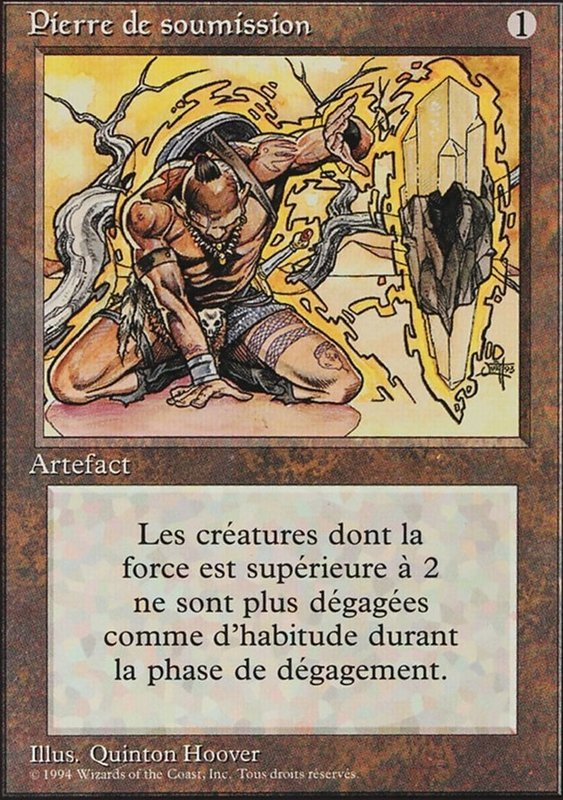 Pierre de soumission 1
Artefact
Les créatures dont la
force est supérieure à 2
ne sont plus dégagées
comme d'habitude durant
la phase de dégagement.
Illus. Quinton Hoover
© 1994 Wizards of the Coast, Inc. Tous droits réservés.